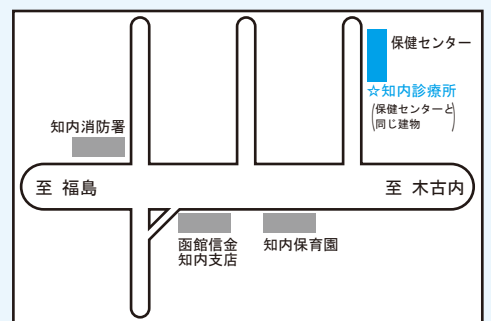 保健センター
☆知内診療所
(保健センターと
同じ建物)
知内消防署
至 福島
至 木古内
函館信金
知内支店
知内保育園